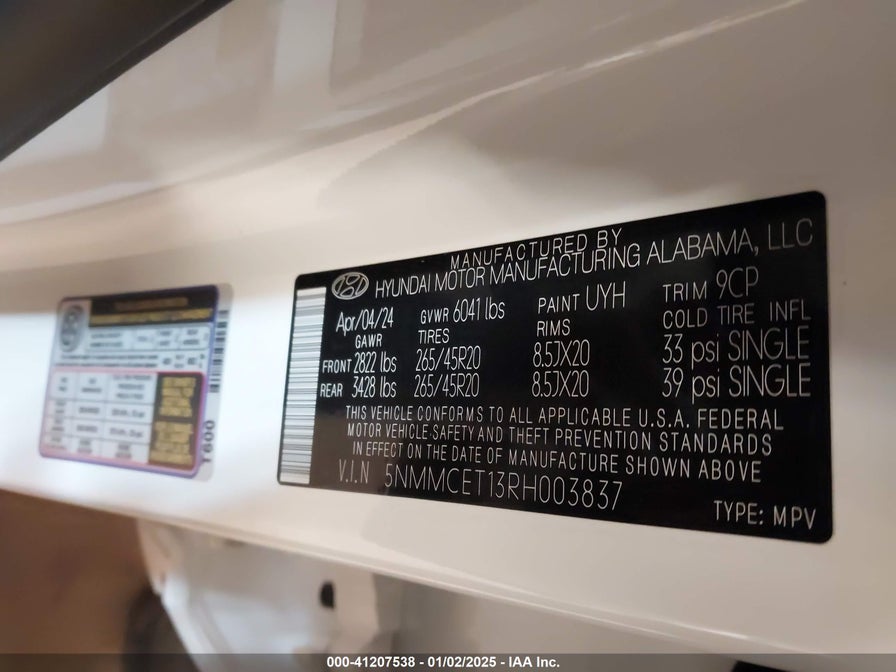 MANUFACTURED BY
HYUNDAI MOTOR MANUFACTURING ALABAMA, LLC
Apr/04/24 GVWR 6041 lbs PAINT UYH TRIM 9CP
GAWR TIRES RIMS COLD TIRE INFL
FRONT 2822 lbs 265/45R20 8.5JX20 33 psi SINGLE
REAR 3428 lbs 265/45R20 8.5JX20 39 psi SINGLE
THIS VEHICLE CONFORMS TO ALL APPLICABLE U.S.A. FEDERAL
MOTOR VEHICLE SAFETY AND THEFT PREVENTION STANDARDS
IN EFFECT ON THE DATE OF MANUFACTURE SHOWN ABOVE
V.I.N 5NMMCET13RH003837
TYPE: MPV
T600
000-41207538 - 01/02/2025 - IAA Inc.